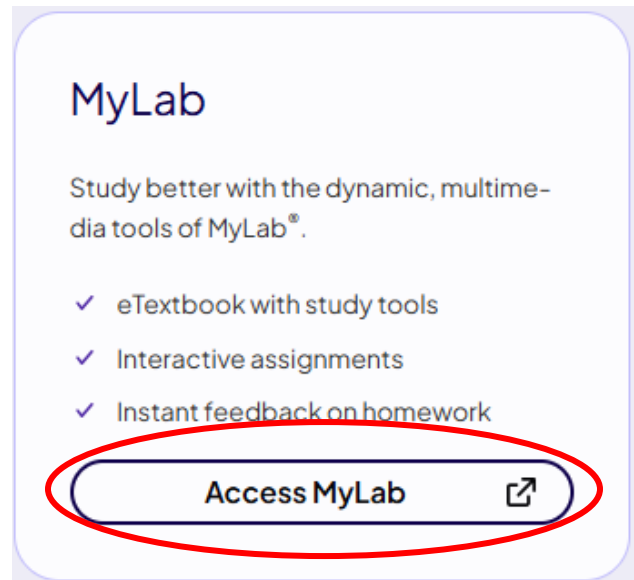 MyLab
Study better with the dynamic, multime-
dia tools of MyLab®.
✓ eTextbook with study tools
✓ Interactive assignments
✓ Instant feedback on homework
Access MyLab